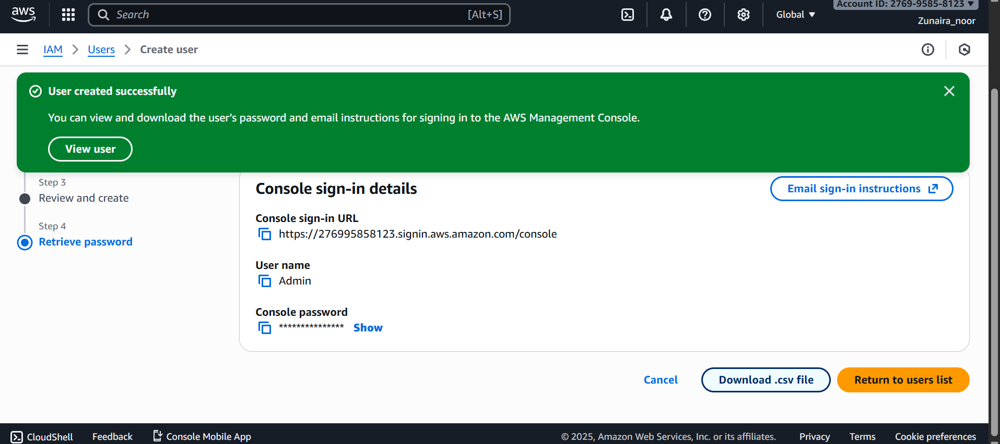 aws
Search
[Alt+S]
Global
Account ID: 2769-9585-8123
Zunaira_noor
IAM
Users
Create user
User created successfully
You can view and download the user's password and email instructions for signing in to the AWS Management Console.
View user
Step 3
Review and create
Step 4
Retrieve password
Console sign-in details
Email sign-in instructions
Console sign-in URL
https://276995858123.signin.aws.amazon.com/console
User name
Admin
Console password
*************** Show
Cancel
Download .csv file
Return to users list
CloudShell
Feedback
Console Mobile App
© 2025, Amazon Web Services, Inc. or its affiliates.
Privacy
Terms
Cookie preferences